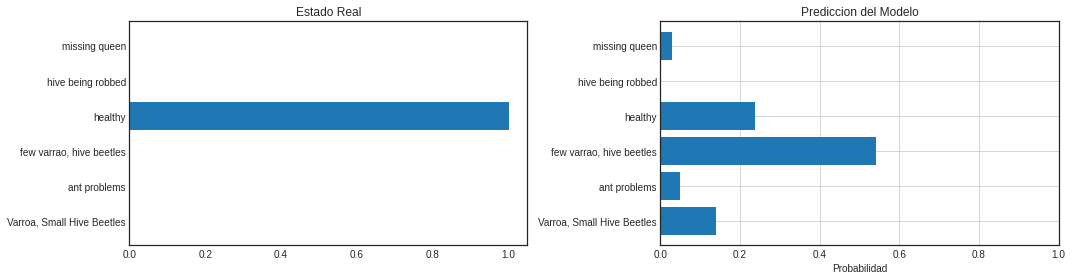 Estado Real
missing queen
hive being robbed
healthy
few varrao, hive beetles
ant problems
Varroa, Small Hive Beetles
0.0 0.2 0.4 0.6 0.8 1.0
Prediccion del Modelo
missing queen
hive being robbed
healthy
few varrao, hive beetles
ant problems
Varroa, Small Hive Beetles
0.0 0.2 0.4 0.6 0.8 1.0
Probabilidad